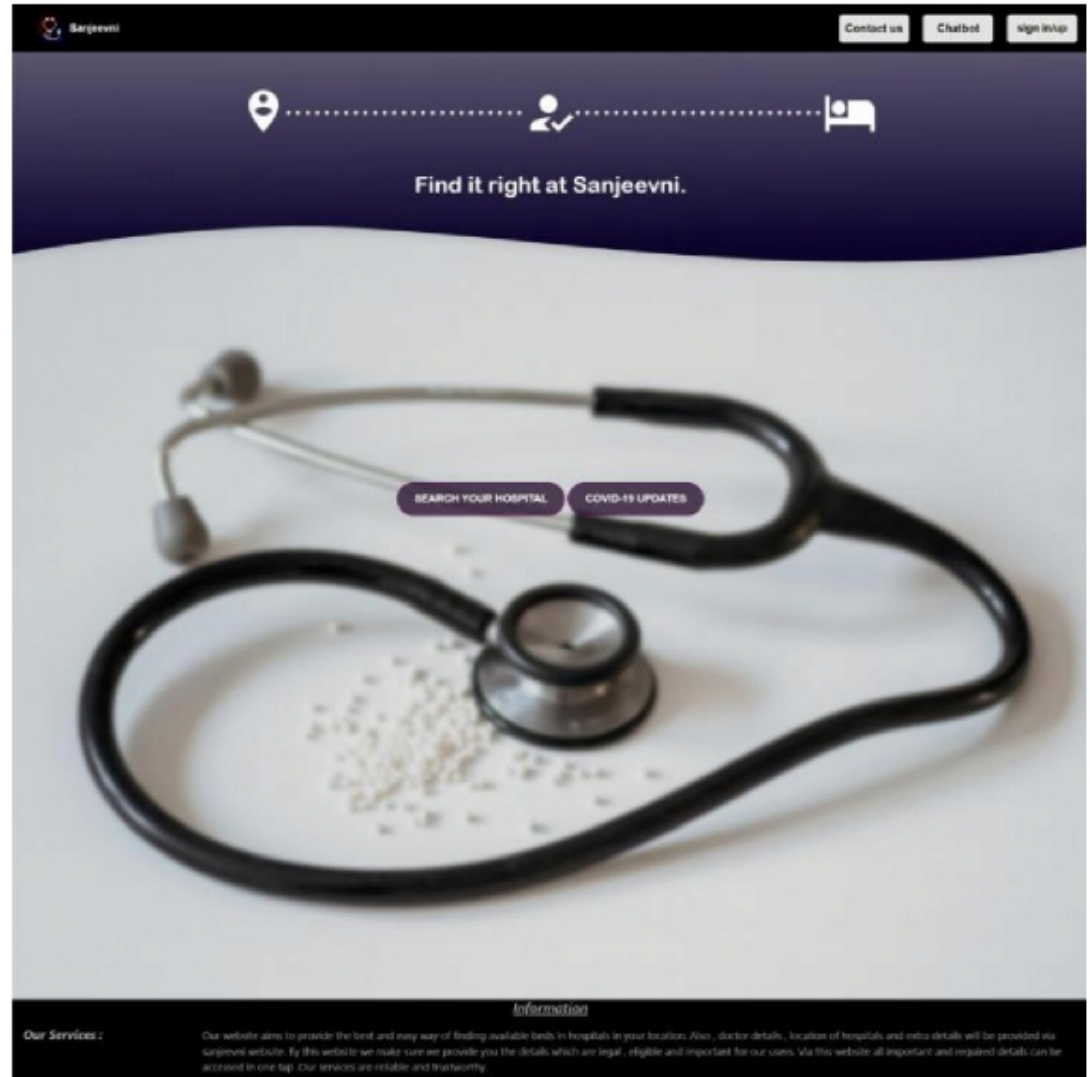 Sanjeevni
Contact us
Chatbot
sign in/up
Find it right at Sanjeevni.
SEARCH YOUR HOSPITAL
COVID-19 UPDATES
Information
Our Services :
Our website aims to provide the best and easy way of finding available beds in hospitals in your location. Also , doctor details , location of hospitals and extra details will be provided via
sanjeevni website. By this website we make sure we provide you the details which are legal , eligible and important for our users. Via this website all important and required details can be
accessed in one tap .Our services are reliable and trustworthy.